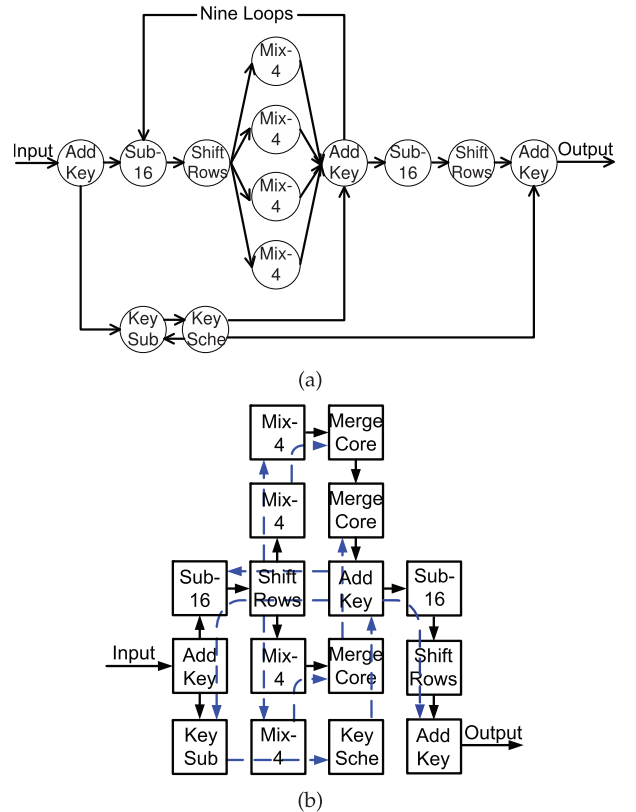 Nine Loops
Mix-
4
Mix-
4
Input
Add
Key
Sub-
16
Shift
Rows
Add
Key
Sub-
16
Shift
Rows
Add
Key
Output
Mix-
4
Mix-
4
Key
Sub
Key
Sche
(a)
Mix-
4
Merge
Core
Mix-
4
Merge
Core
Sub-
16
Shift
Rows
Add
Key
Sub-
16
Input
Add
Key
Mix-
4
Merge
Core
Shift
Rows
Key
Sub
Mix-
4
Key
Sche
Add
Key
Output
(b)